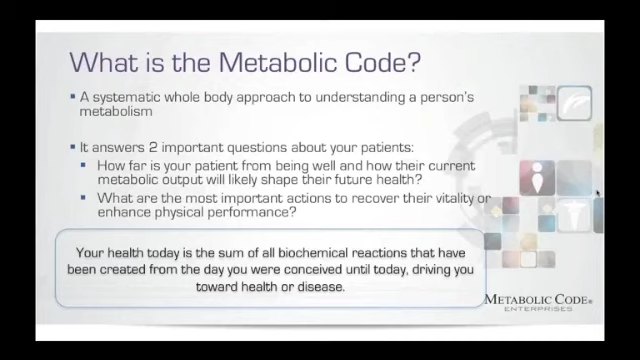 What is the Metabolic Code?
▪ A systematic whole body approach to understanding a person's
metabolism
▪ It answers 2 important questions about your patients:
▪ How far is your patient from being well and how their current
metabolic output will likely shape their future health?
▪ What are the most important actions to recover their vitality or
enhance physical performance?
Your health today is the sum of all biochemical reactions that have
been created from the day you were conceived until today, driving you
toward health or disease.
METABOLIC CODE®
ENTERPRISES